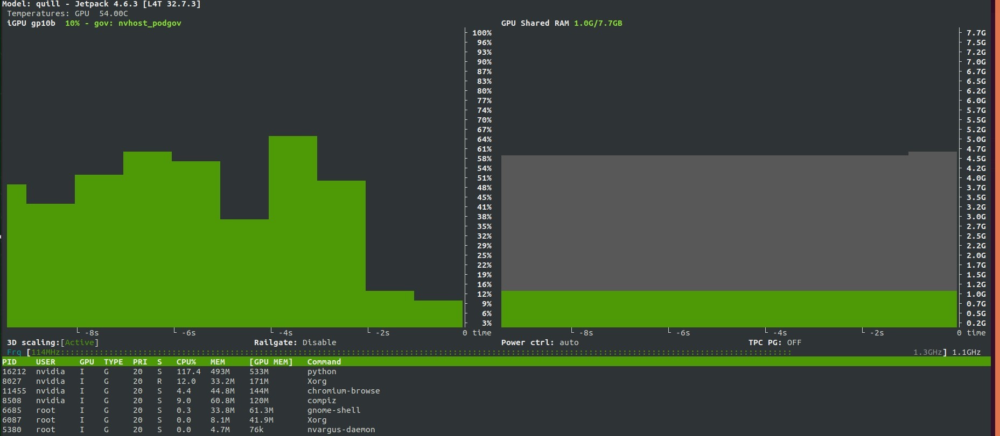 Model: quill - Jetpack 4.6.3 [L4T 32.7.3]
Temperatures: GPU 54.00C
iGPU gp10b 10% - gov: nvhost_podgov
100%
96%
93%
90%
87%
83%
80%
77%
74%
70%
67%
64%
61%
58%
54%
51%
48%
45%
41%
38%
35%
32%
29%
25%
22%
19%
16%
12%
9%
6%
3%
-8s -6s -4s -2s 0 time
GPU Shared RAM 1.0G/7.7GB
7.7G
7.5G
7.2G
7.0G
6.7G
6.5G
6.2G
6.0G
5.7G
5.5G
5.2G
5.0G
4.7G
4.5G
4.2G
4.0G
3.7G
3.5G
3.2G
3.0G
2.7G
2.5G
2.2G
2.0G
1.7G
1.5G
1.2G
1.0G
0.7G
0.5G
0.2G
-8s -6s -4s -2s 0 time
3D scaling:[Active] Railgate: Disable Power ctrl: auto TPC PG: OFF
Frq [114MHz 1.3GHz] 1.1GHz
PID USER GPU TYPE PRI S CPU% MEM [GPU MEM] Command
16212 nvidia I G 20 S 117.4 493M 533M python
8027 nvidia I G 20 R 12.0 33.2M 171M Xorg
11455 nvidia I G 20 S 4.4 44.8M 144M chromium-browse
8508 nvidia I G 20 S 9.0 60.8M 120M compiz
6685 root I G 20 S 0.3 33.8M 61.3M gnome-shell
6087 root I G 20 S 0.0 8.1M 41.9M Xorg
5380 root I G 20 S 0.0 4.7M 76k nvargus-daemon